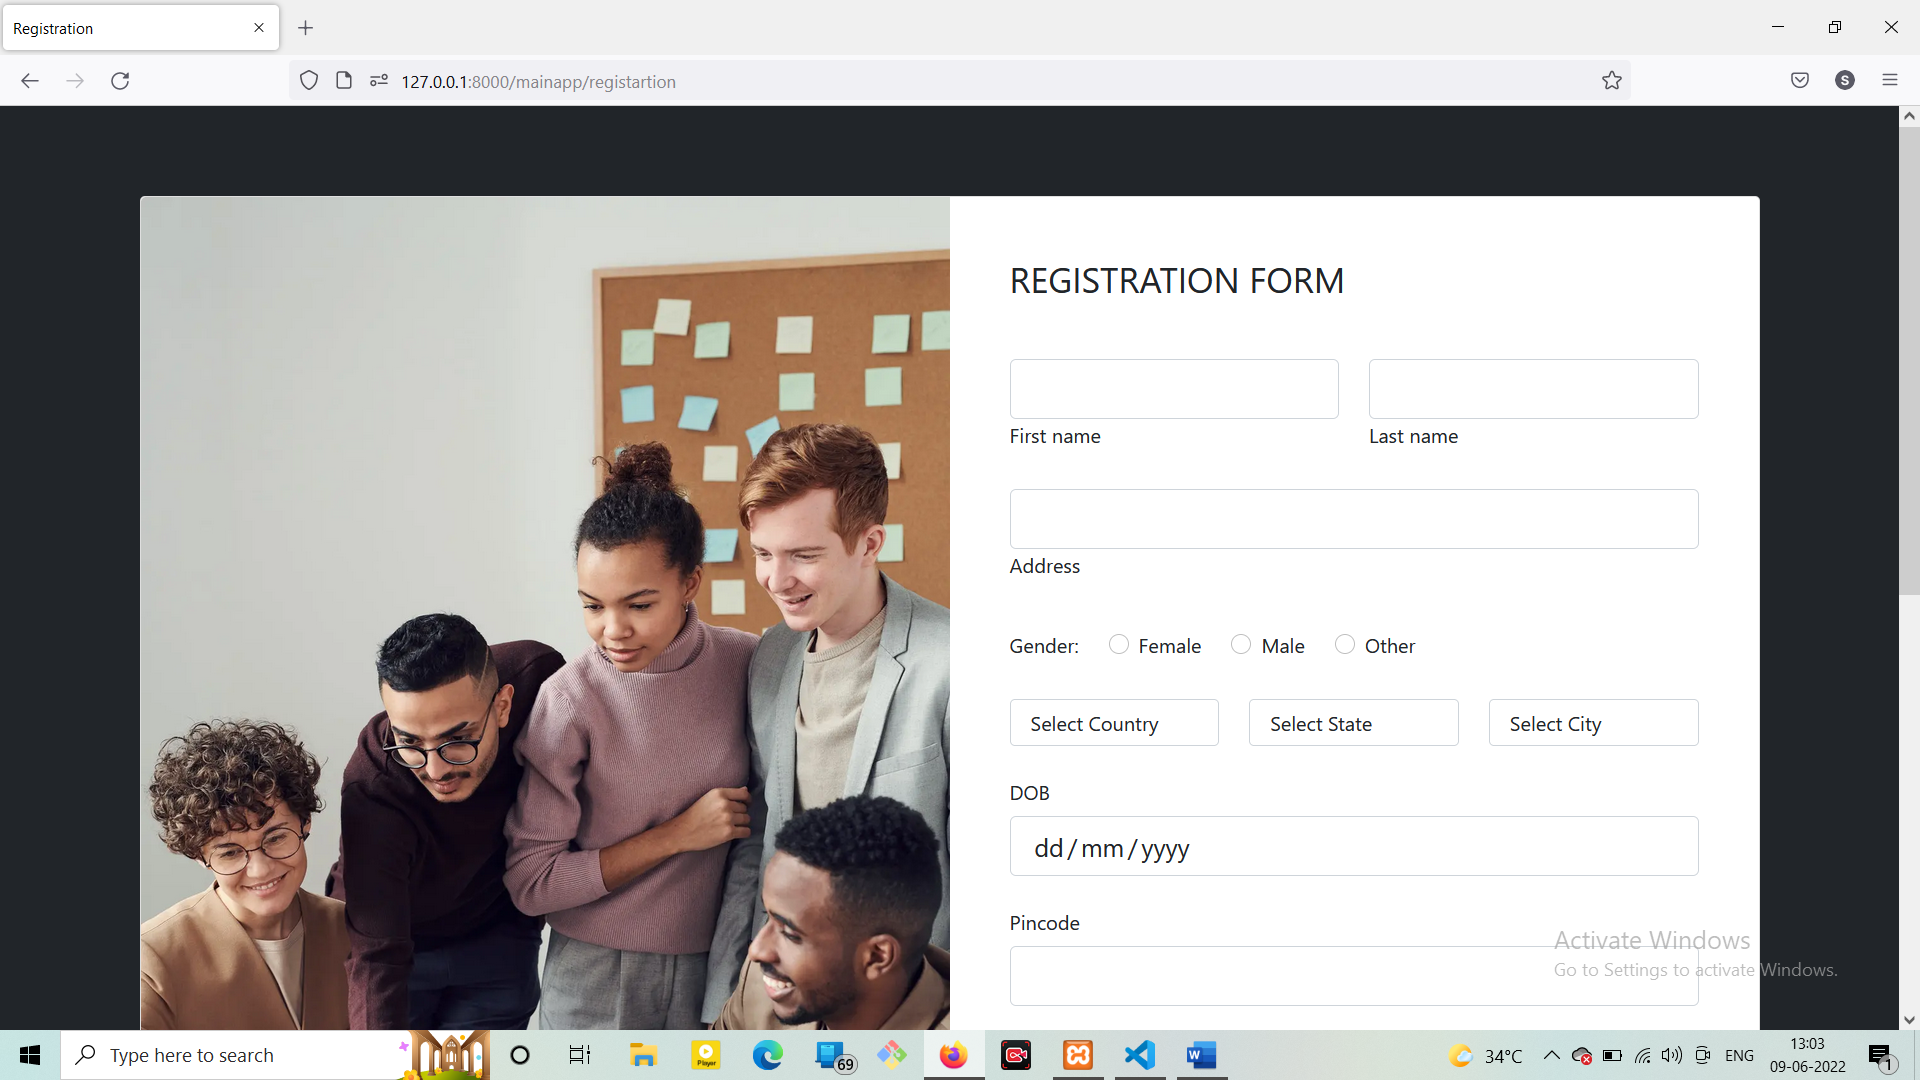 Registration
127.0.0.1:8000/mainapp/registartion
S
REGISTRATION FORM
First name
Last name
Address
Gender:
Female
Male
Other
Select Country
Select State
Select City
DOB
dd/mm/yyyy
Pincode
Activate Windows
Go to Settings to activate Windows.
Type here to search
Player
69
W
34°C
ENG
13:03
09-06-2022
1